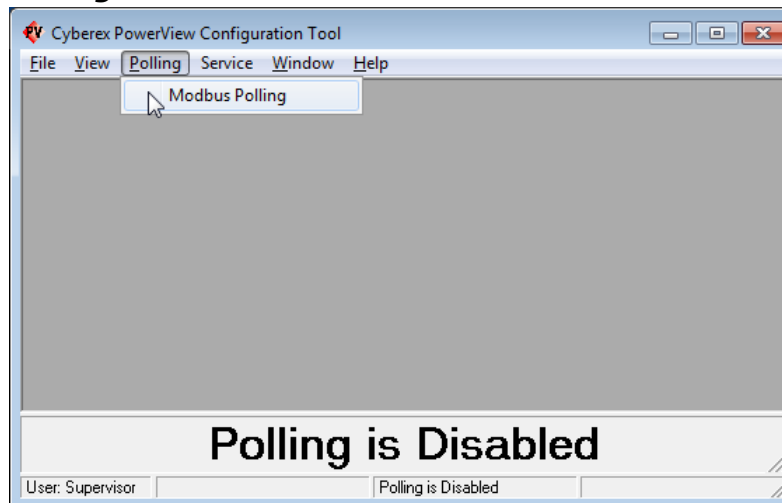 PV Cyberex PowerView Configuration Tool
File View Polling Service Window Help
Modbus Polling
Polling is Disabled
User: Supervisor Polling is Disabled